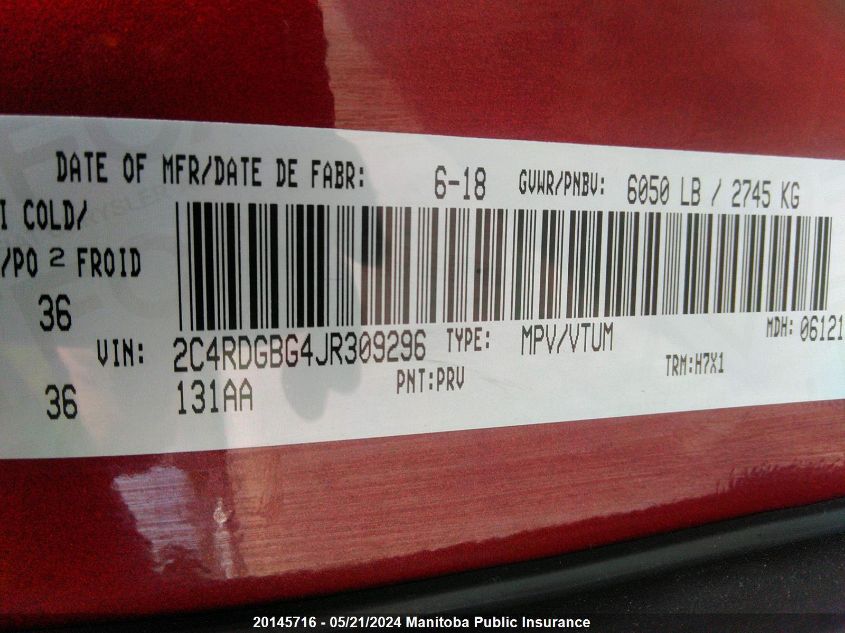 DATE OF MFR/DATE DE FABR: 6-18 GVWR/PNBV: 6050 LB / 2745 KG
I COLD/
/PO 2 FROID
36
VIN: 2C4RDGBG4JR309296 TYPE: MPV/VTUM MDH: 06121
36 131AA PNT:PRV TRM:H7X1
20145716 - 05/21/2024 Manitoba Public Insurance